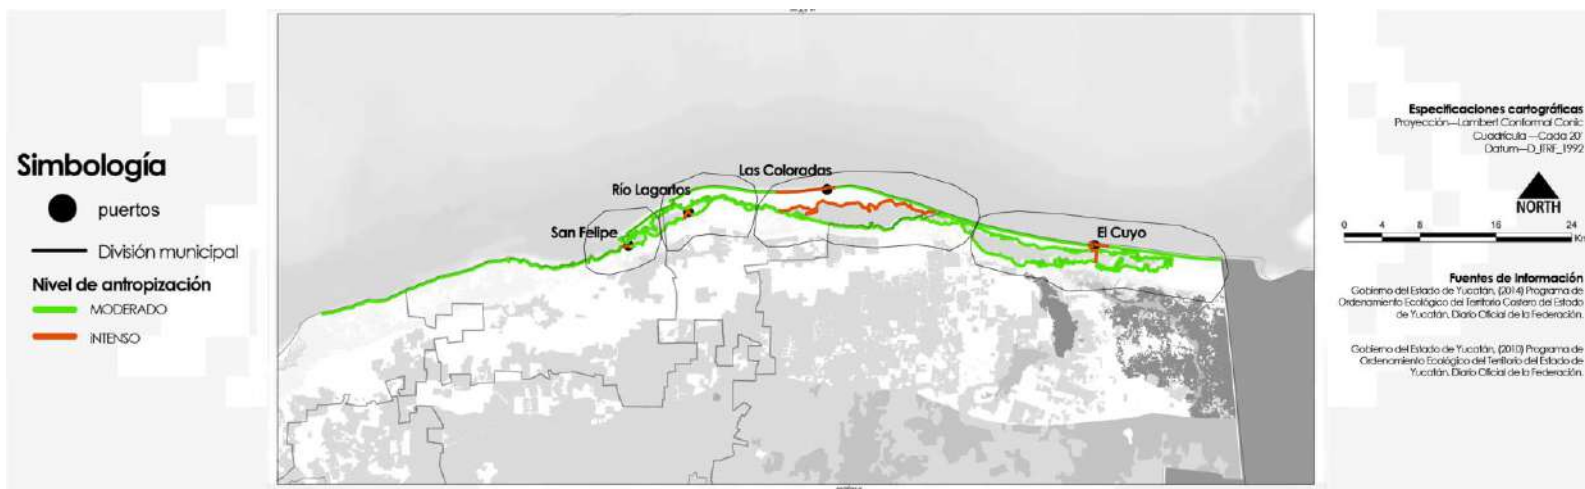 Simbología
puertos
División municipal
Nivel de antropización
MODERADO
INTENSO
Las Coloradas
Río Lagartos
San Felipe
El Cuyo
Especificaciones cartográficas
Proyección—Lambert Conformal Conic
Cuadrícula—Cada 20'
Datum—D_ITRF_1992
NORTH
0 4 8 16 24
Km
Fuentes de Información
Gobierno del Estado de Yucatán, (2014) Programa de
Ordenamiento Ecológico del Territorio Costero del Estado
de Yucatán. Diario Oficial de la Federación.
Gobierno del Estado de Yucatán, (2010) Programa de
Ordenamiento Ecológico del Territorio del Estado de
Yucatán. Diario Oficial de la Federación.